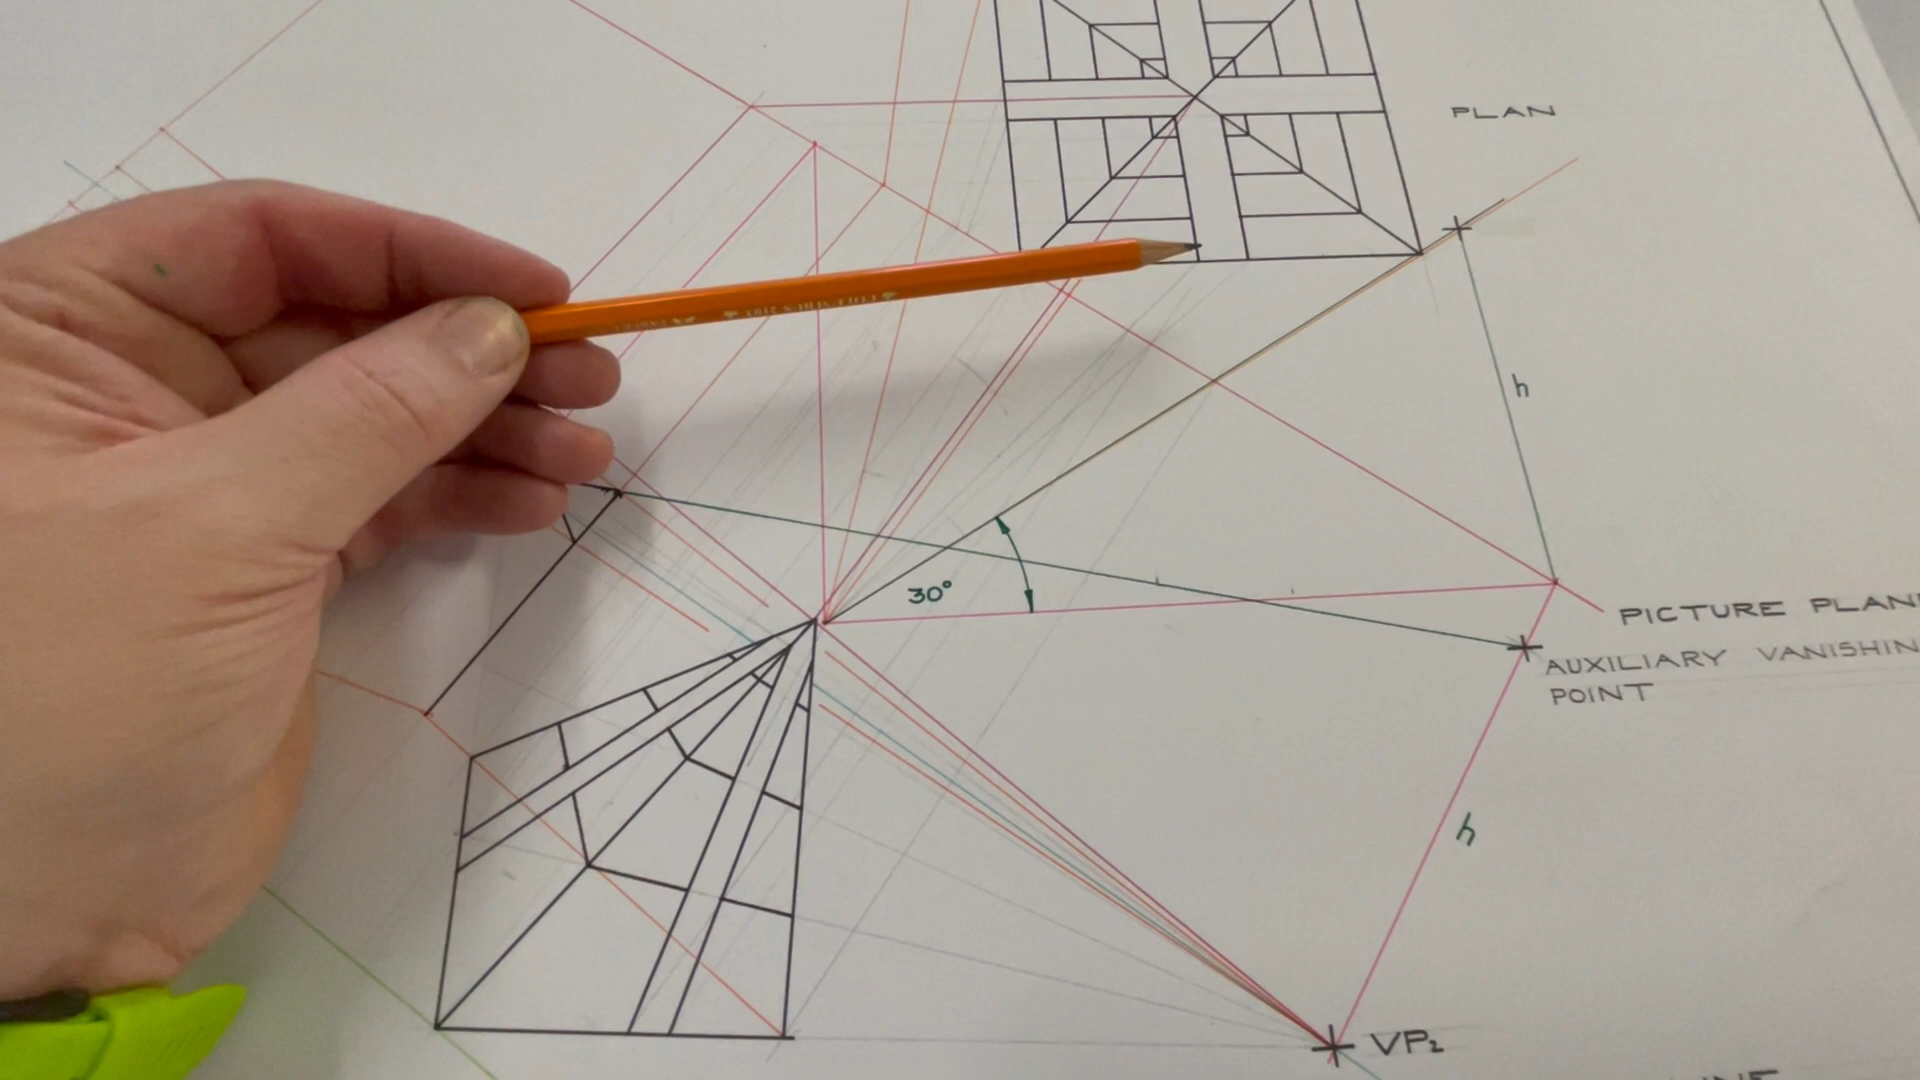 PLAN
h
30°
PICTURE PLAN
AUXILIARY VANISHIN
POINT
h
VP₂